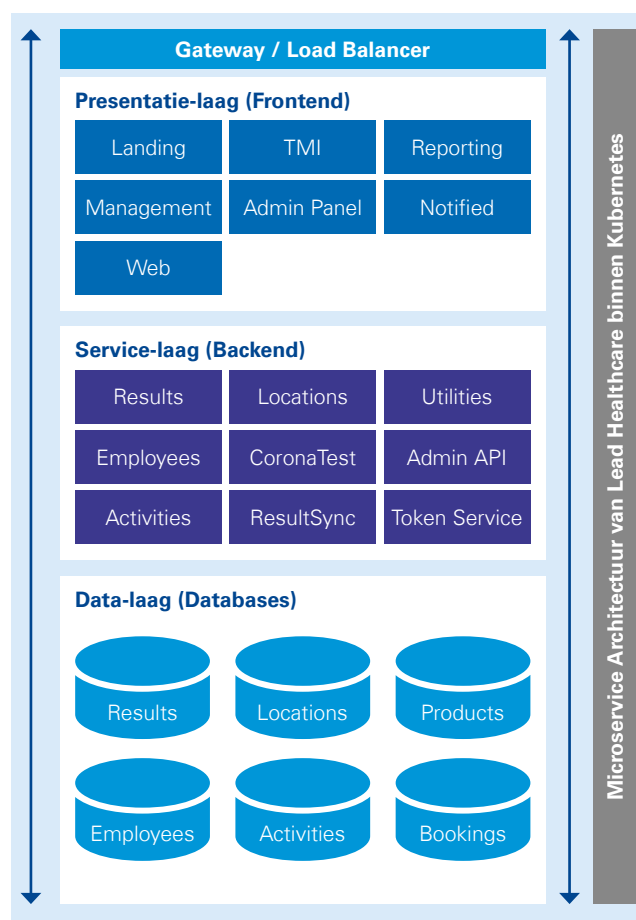 Gateway / Load Balancer
Presentatie-laag (Frontend)
Landing
TMI
Reporting
Management
Admin Panel
Notified
Web
Service-laag (Backend)
Results
Locations
Utilities
Employees
CoronaTest
Admin API
Activities
ResultSync
Token Service
Data-laag (Databases)
Results
Locations
Products
Employees
Activities
Bookings
Microservice Architectuur van Lead Healthcare binnen Kubernetes